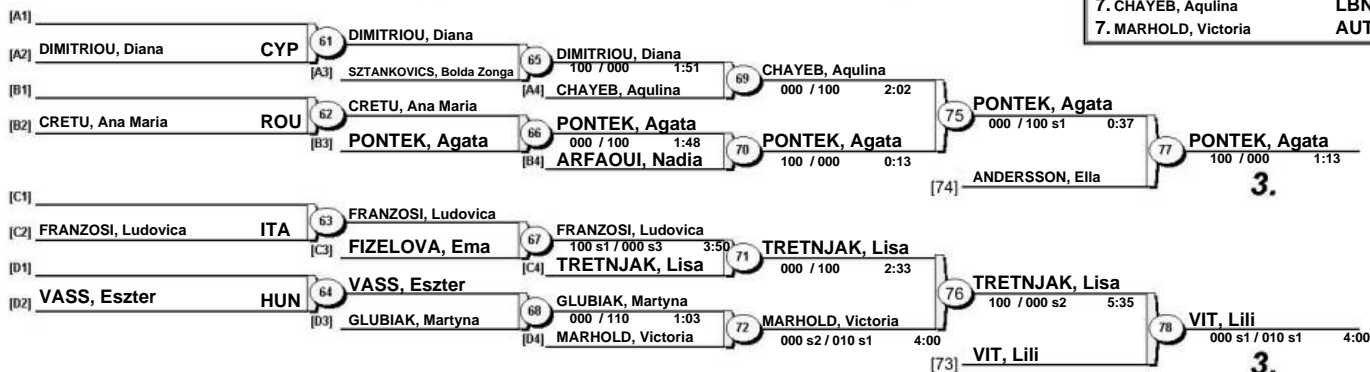 7. CHAYEB, Aqulina LBN
7. MARHOLD, Victoria AUT
[A1]
[A2] DIMITRIOU, Diana CYP
61 DIMITRIOU, Diana
[A3] SZTANKOVICS, Bolda Zonga
65 DIMITRIOU, Diana
100 / 000 1:51
[A4] CHAYEB, Aqulina
69 CHAYEB, Aqulina
000 / 100 2:02
[B1]
[B2] CRETU, Ana Maria ROU
62 CRETU, Ana Maria
[B3] PONTEK, Agata
66 PONTEK, Agata
000 / 100 1:48
[B4] ARFAOUI, Nadia
70 PONTEK, Agata
100 / 000 0:13
75 PONTEK, Agata
000 / 100 s1 0:37
[74] ANDERSSON, Ella
77 PONTEK, Agata
100 / 000 1:13
3.
[C1]
[C2] FRANZOSI, Ludovica ITA
63 FRANZOSI, Ludovica
[C3] FIZELOVA, Ema
67 FRANZOSI, Ludovica
100 s1 / 000 s3 3:50
[C4] TRETNJAK, Lisa
71 TRETNJAK, Lisa
000 / 100 2:33
[D1]
[D2] VASS, Eszter HUN
64 VASS, Eszter
[D3] GLUBIAK, Martyna
68 GLUBIAK, Martyna
000 / 110 1:03
[D4] MARHOLD, Victoria
72 MARHOLD, Victoria
000 s2 / 010 s1 4:00
76 TRETNJAK, Lisa
100 / 000 s2 5:35
[73] VIT, Lili
78 VIT, Lili
000 s1 / 010 s1 4:00
3.